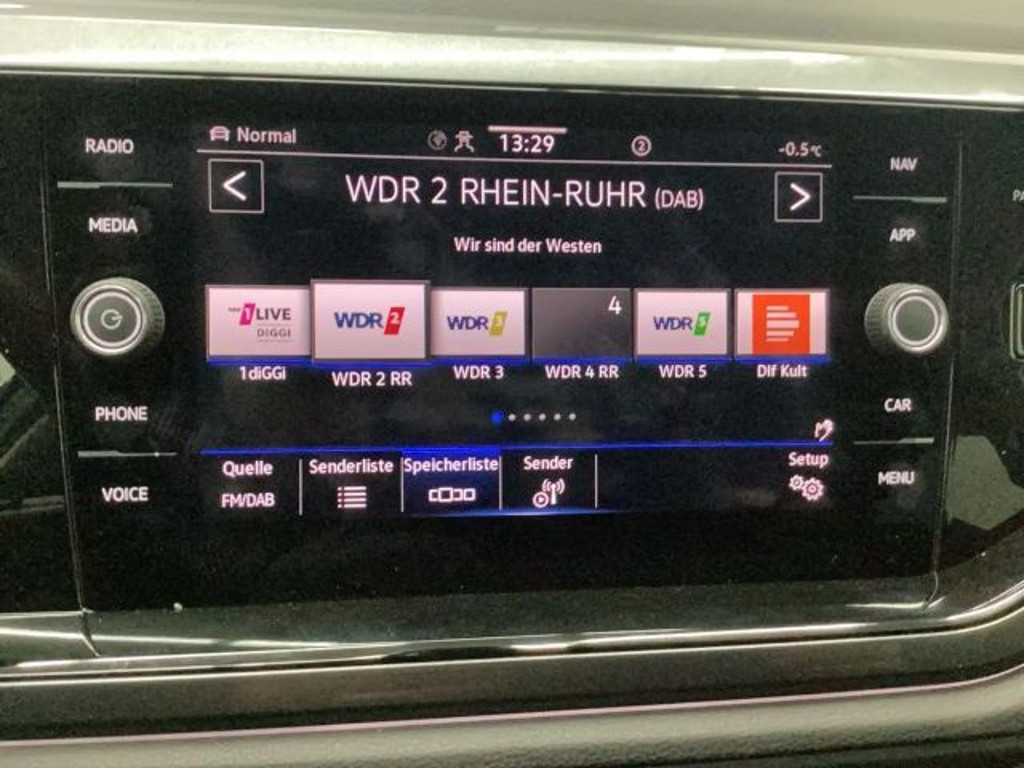 RADIO
MEDIA
PHONE
VOICE
Normal
13:29
2
-0.5°C
<
WDR 2 RHEIN-RUHR (DAB)
>
Wir sind der Westen
1LIVE
DIGGI
WDR 2
WDR 3
4
WDR 5
1diGGi
WDR 2 RR
WDR 3
WDR 4 RR
WDR 5
Dlf Kult
Quelle
FM/DAB
Senderliste
Speicherliste
Sender
Setup
NAV
APP
CAR
MENU